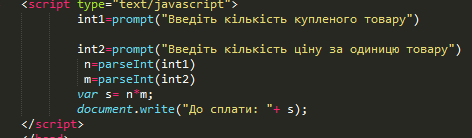 <script type="text/javascript">
int1=prompt("Введіть кількість купленого товару")
int2=prompt("Введіть кількість ціну за одиницю товару")
n=parseInt(int1)
m=parseInt(int2)
var s= n*m;
document.write("До сплати: "+ s);
</script>